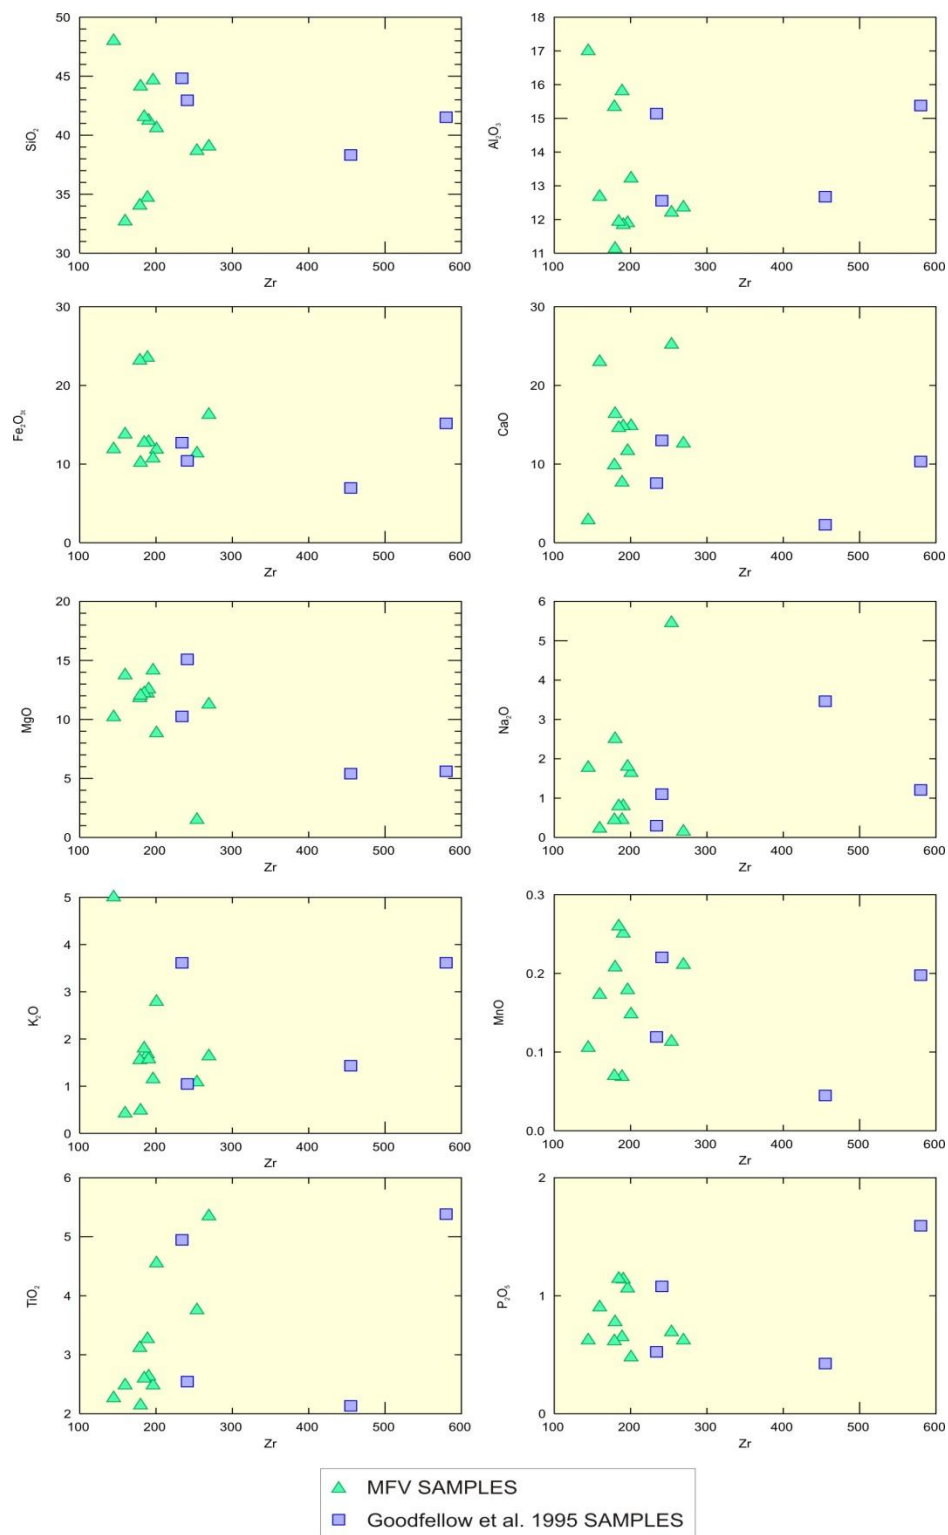 50
45
40
35
30
SiO₂
100 200 300 400 500 600
Zr
18
17
16
15
14
13
12
11
Al₂O₃
100 200 300 400 500 600
Zr
30
20
10
0
Fe₂O₃ₜ
100 200 300 400 500 600
Zr
30
20
10
0
CaO
100 200 300 400 500 600
Zr
20
15
10
5
0
MgO
100 200 300 400 500 600
Zr
6
5
4
3
2
1
0
Na₂O
100 200 300 400 500 600
Zr
5
4
3
2
1
0
K₂O
100 200 300 400 500 600
Zr
0.3
0.2
0.1
0.0
MnO
100 200 300 400 500 600
Zr
6
5
4
3
2
TiO₂
100 200 300 400 500 600
Zr
2
1
0
P₂O₅
100 200 300 400 500 600
Zr
MFV SAMPLES
Goodfellow et al. 1995 SAMPLES